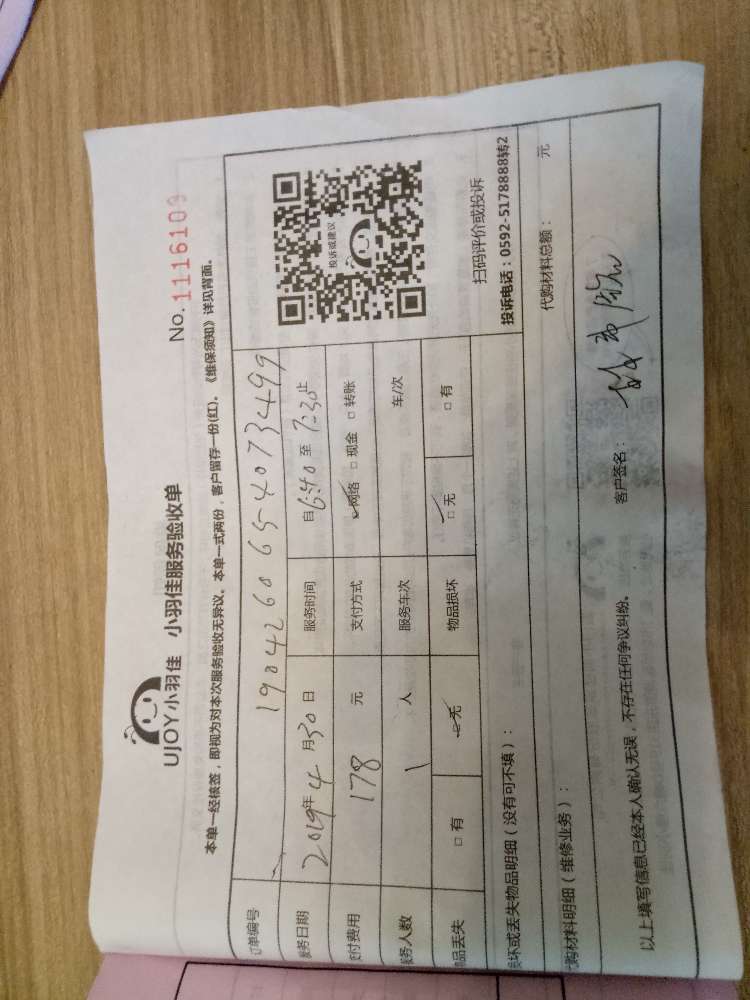 UJOY小羽佳 小羽佳服务验收单
No.1116109
本单一经核签，即视为对本次服务验收无异议。本单一式两份，客户留存一份(红)。《维保须知》详见背面。
订单编号 1904260654073499
服务日期 2019年4月30日 服务时间 自6:40至7:30止
支付费用 178 元 支付方式 ☑网络 □现金 □转账
服务人数 1 人 服务车次 车/次
物品丢失 □有 ☑无 物品损坏 ☑无 □有
投诉或建议
扫码评价或投诉
投诉电话：0592-5178888转2
损坏或丢失物品明细（没有可不填）：
代购材料明细（维修业务）： 代购材料总额： 元
以上填写信息已经本人确认无误，不存在任何争议纠纷。 客户签名：